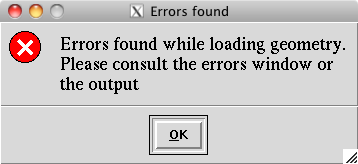 Errors found
Errors found while loading geometry.
Please consult the errors window or
the output
OK